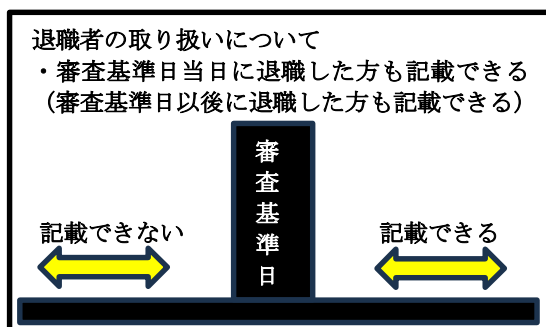 退職者の取り扱いについて
・審査基準日当日に退職した方も記載できる
（審査基準日以後に退職した方も記載できる）
審査基準日
記載できない
記載できる